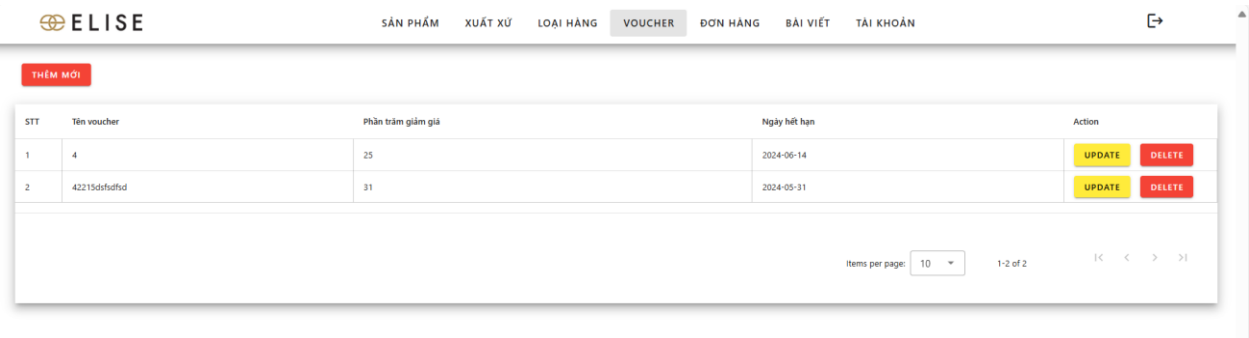 ELISE SẢN PHẨM XUẤT XỨ LOẠI HÀNG VOUCHER ĐƠN HÀNG BÀI VIẾT TÀI KHOẢN
THÊM MỚI
STT Tên voucher Phần trăm giảm giá Ngày hết hạn Action
1 4 25 2024-06-14 UPDATE DELETE
2 42215dsfsdfsd 31 2024-05-31 UPDATE DELETE
Items per page: 10 1-2 of 2